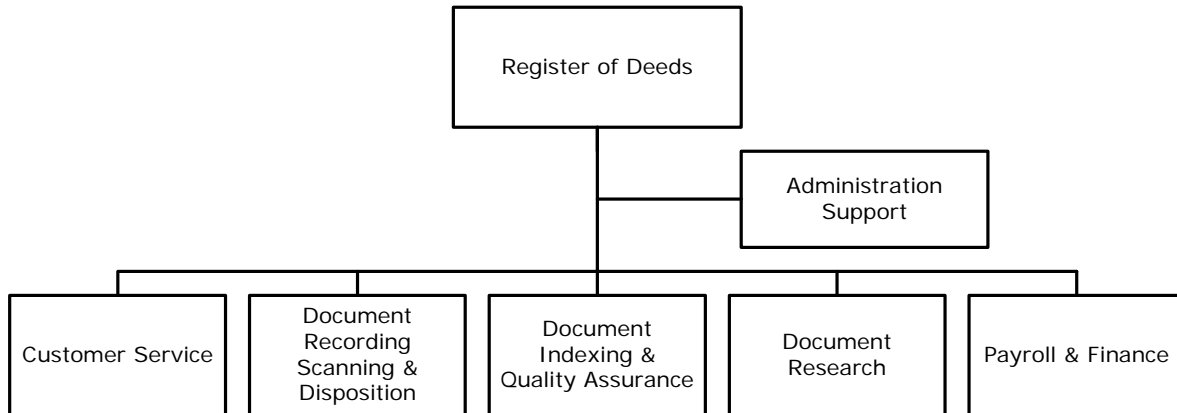 Register of Deeds
Administration
Support
Customer Service
Document
Recording
Scanning &
Disposition
Document
Indexing &
Quality Assurance
Document
Research
Payroll & Finance